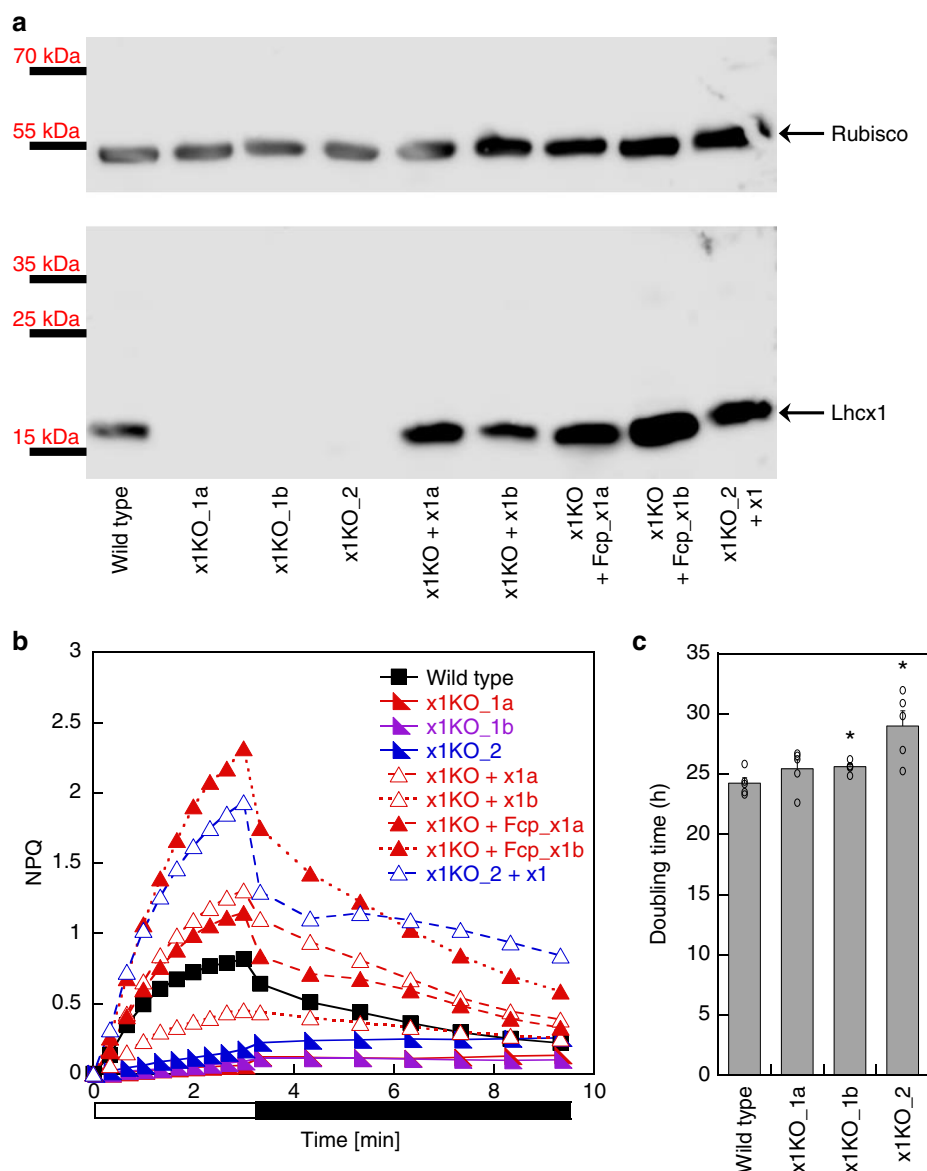 a
70 kDa
55 kDa
Rubisco
35 kDa
25 kDa
15 kDa
Lhcx1
Wild type
x1KO_1a
x1KO_1b
x1KO_2
x1KO + x1a
x1KO + x1b
x1KO
+ Fcp_x1a
x1KO
+ Fcp_x1b
x1KO_2
+ x1
b
3
2.5
2
1.5
1
0.5
0
NPQ
Wild type
x1KO_1a
x1KO_1b
x1KO_2
x1KO + x1a
x1KO + x1b
x1KO + Fcp_x1a
x1KO + Fcp_x1b
x1KO_2 + x1
0 2 4 6 8 10
Time [min]
c
35
30
25
20
15
10
5
0
Doubling time (h)
*
*
Wild type
x1KO_1a
x1KO_1b
x1KO_2